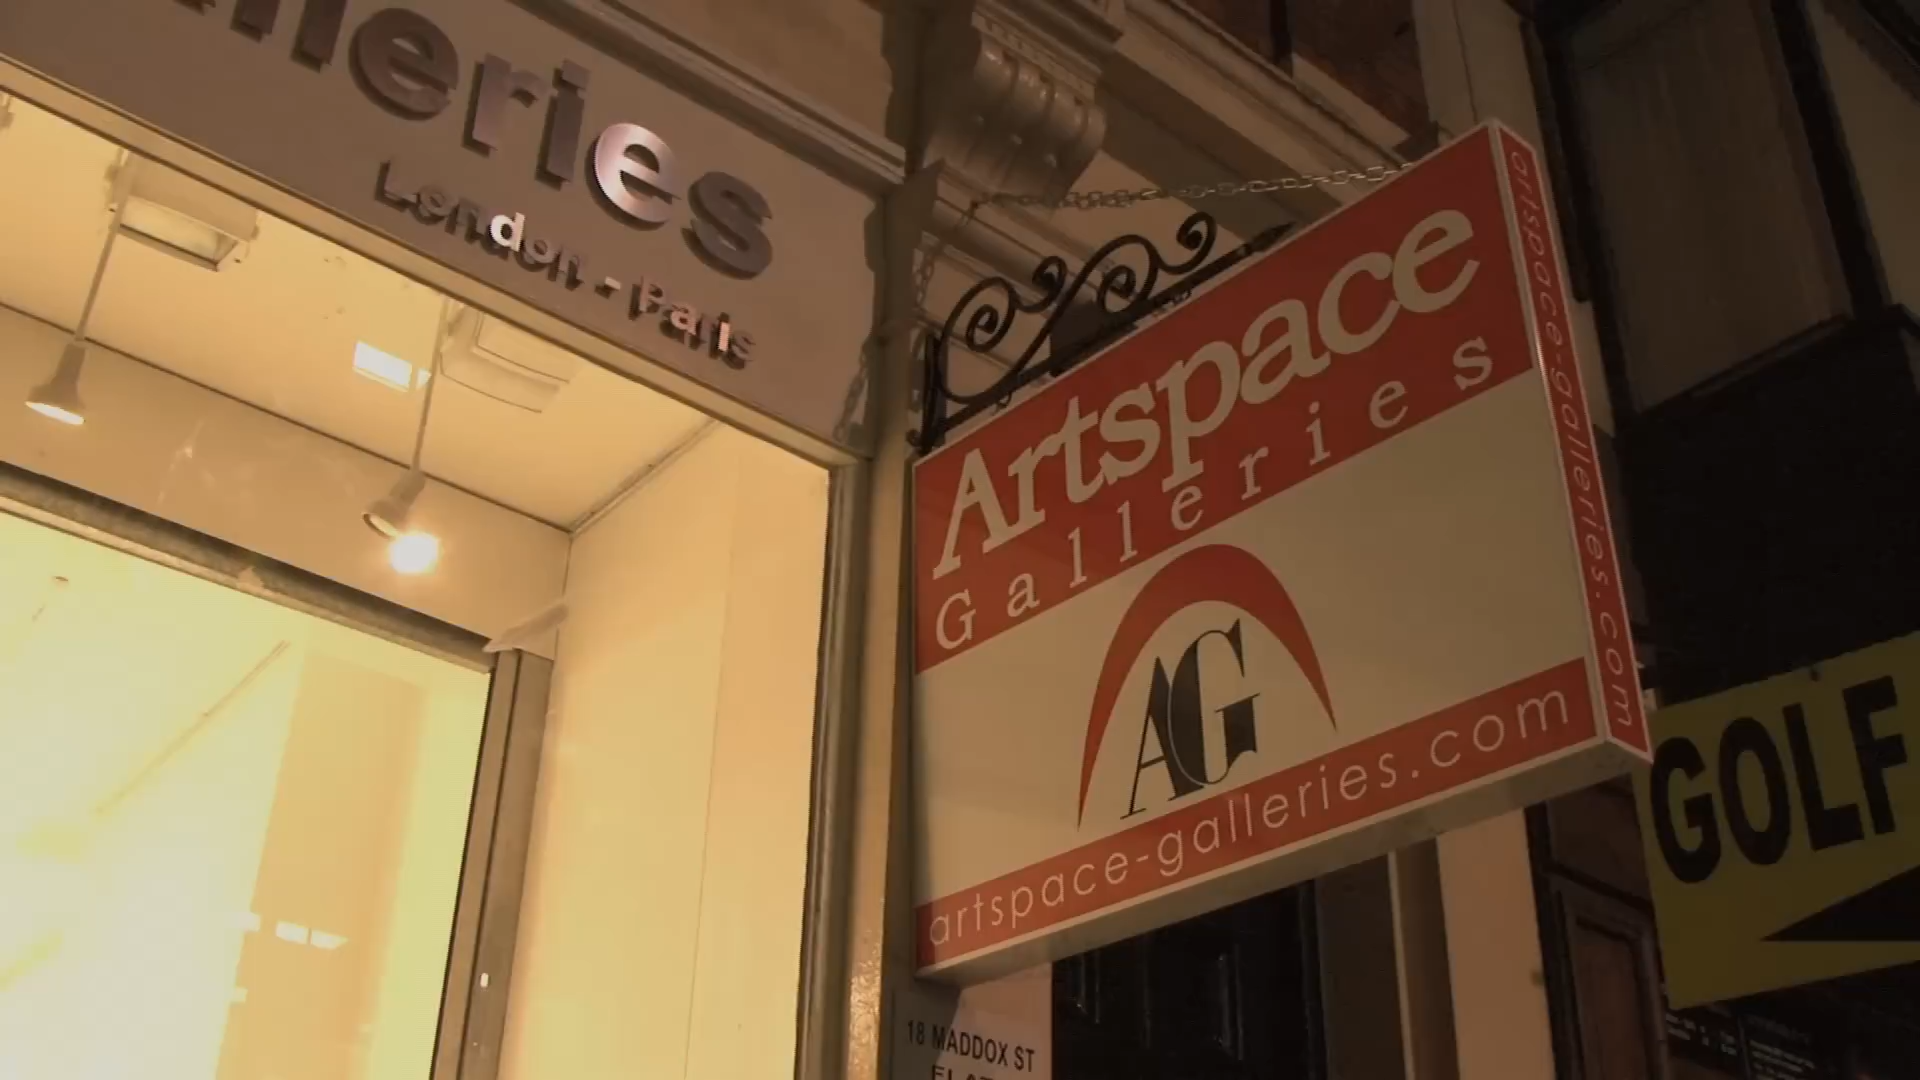 lleries
London - Paris
Artspace
Galleries
AG
artspace-galleries.com
artspace-galleries.com
GOLF
18 MADDOX ST